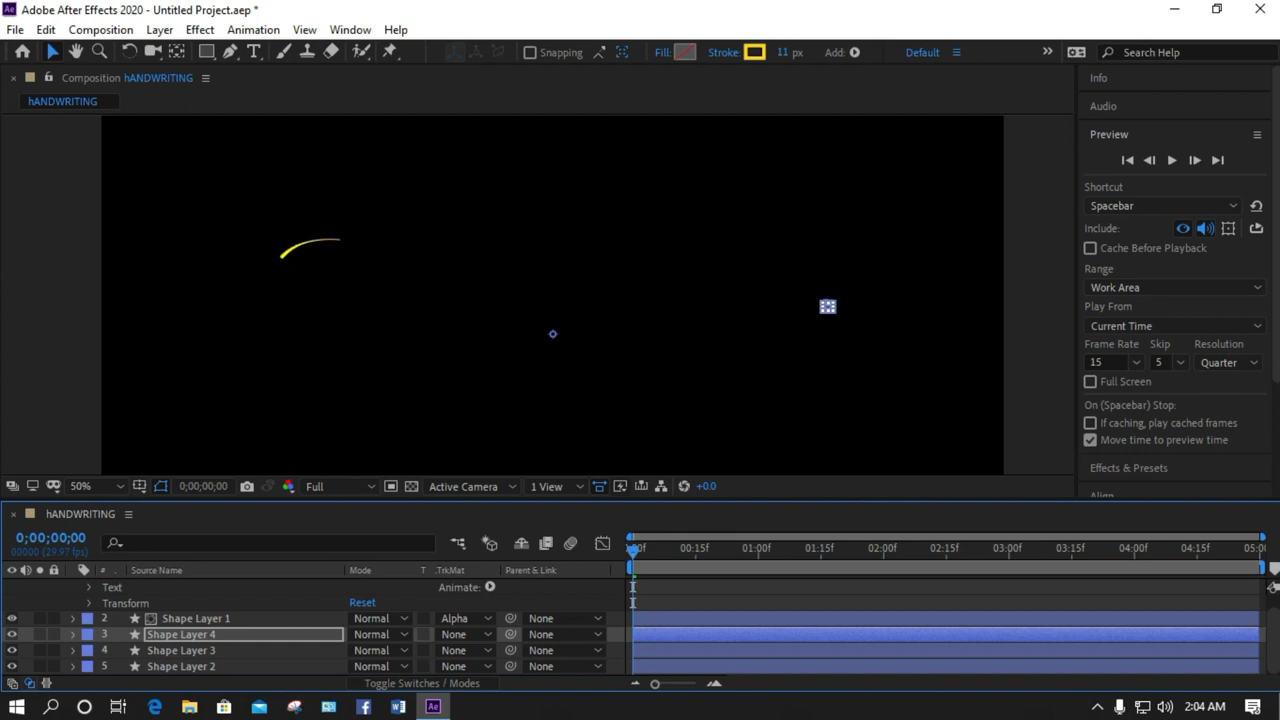 Adobe After Effects 2020 - Untitled Project.aep *
File Edit Composition Layer Effect Animation View Window Help
Snapping Fill: Stroke: 11 px Add: Default Search Help
Composition hANDWRITING
hANDWRITING
Info
Audio
Preview
Shortcut
Spacebar
Include:
Cache Before Playback
Range
Work Area
Play From
Current Time
Frame Rate Skip Resolution
15 5 Quarter
Full Screen
On (Spacebar) Stop:
If caching, play cached frames
Move time to preview time
Effects & Presets
Align
50% 0;00;00;00 Full Active Camera 1 View +0.0
hANDWRITING
0;00;00;00
00000 (29.97 fps)
:00f 00:15f 01:00f 01:15f 02:00f 02:15f 03:00f 03:15f 04:00f 04:15f 05:0
# Source Name Mode T .TrkMat Parent & Link
Text Animate:
Transform Reset
2 Shape Layer 1 Normal Alpha None
3 Shape Layer 4 Normal None None
4 Shape Layer 3 Normal None None
5 Shape Layer 2 Normal None None
Toggle Switches / Modes
2:04 AM